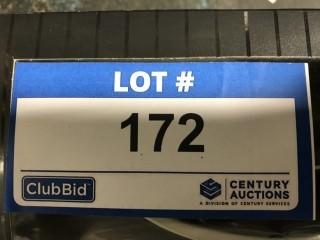 LOT #
172
ClubBid
CENTURY
AUCTIONS
A DIVISION OF CENTURY SERVICES